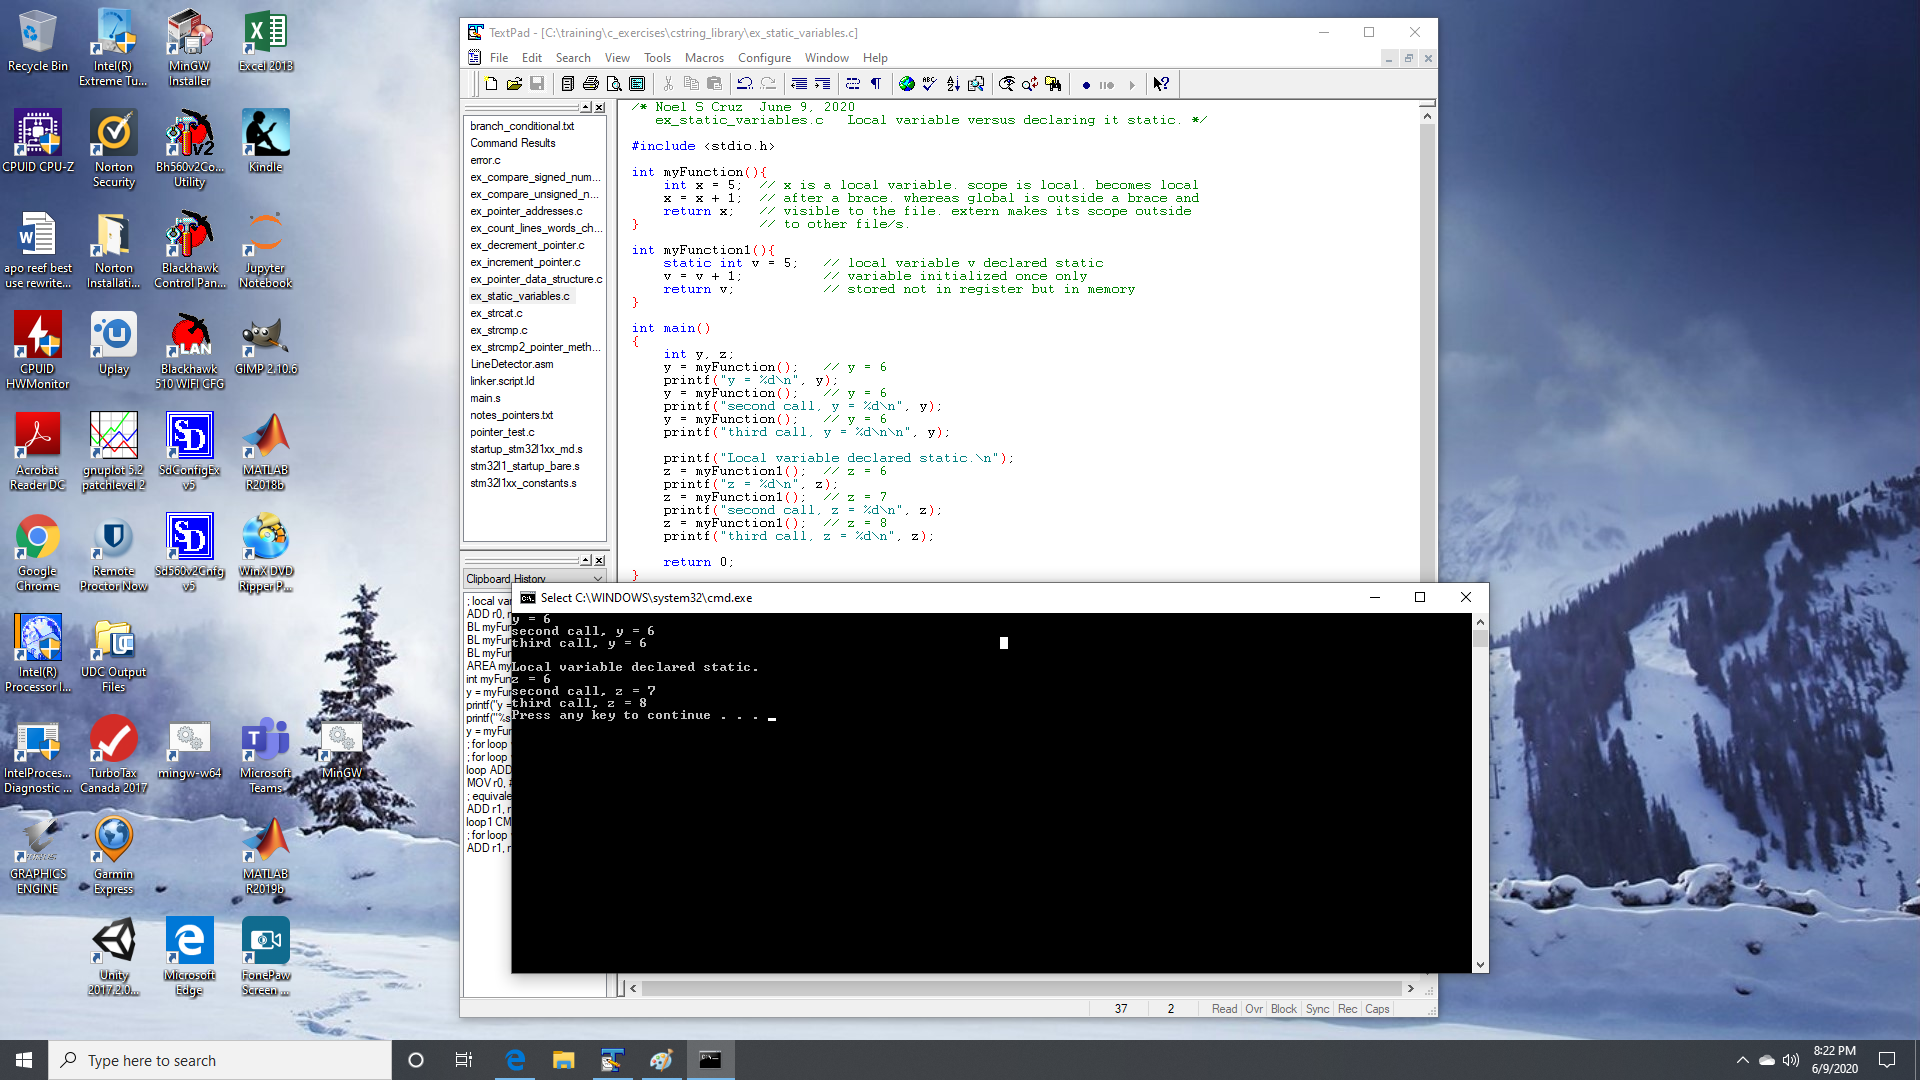 Recycle Bin
Intel(R)
Extreme Tu...
MinGW
Installer
Excel 2013
CPUID CPU-Z
Norton
Security
Bh560v2Co...
Utility
Kindle
apo reef best
use rewrite...
Norton
Installati...
Blackhawk
Control Pan...
Jupyter
Notebook
CPUID
HWMonitor
Uplay
Blackhawk
510 WIFI CFG
GIMP 2.10.6
Acrobat
Reader DC
gnuplot 5.2
patchlevel 2
SdConfigEx
v5
MATLAB
R2018b
Google
Chrome
Remote
Proctor Now
Sd560v2Cnfg
v5
WinX DVD
Ripper P...
Intel(R)
Processor I...
UDC Output
Files
IntelProces...
Diagnostic ...
TurboTax
Canada 2017
mingw-w64
Microsoft
Teams
MinGW
GRAPHICS
ENGINE
Garmin
Express
MATLAB
R2019b
Unity
2017.2.0...
Microsoft
Edge
FonePaw
Screen ...
TextPad - [C:\training\c_exercises\cstring_library\ex_static_variables.c]
File Edit Search View Tools Macros Configure Window Help
branch_conditional.txt
Command Results
error.c
ex_compare_signed_num...
ex_compare_unsigned_n...
ex_pointer_addresses.c
ex_count_lines_words_ch...
ex_decrement_pointer.c
ex_increment_pointer.c
ex_pointer_data_structure.c
ex_static_variables.c
ex_strcat.c
ex_strcmp.c
ex_strcmp2_pointer_meth...
LineDetector.asm
linker.script.ld
main.s
notes_pointers.txt
pointer_test.c
startup_stm32l1xx_md.s
stm32l1_startup_bare.s
stm32l1xx_constants.s
Clipboard History
; local var
ADD r0, r
BL myFun
BL myFun
BL myFun
AREA my
int myFun
y = myFu
printf("y =
printf("%s
y = myFu
; for loop
; for loop
loop ADD
MOV r0, #
; equivale
ADD r1, r
loop1 CM
; for loop
ADD r1, r
/* Noel S Cruz  June 9, 2020
   ex_static_variables.c   Local variable versus declaring it static. */
#include <stdio.h>
int myFunction(){
    int x = 5;  // x is a local variable. scope is local. becomes local
    x = x + 1;  // after a brace. whereas global is outside a brace and
    return x;   // visible to the file. extern makes its scope outside
}               // to other file/s.
int myFunction1(){
    static int v = 5;   // local variable v declared static
    v = v + 1;          // variable initialized once only
    return v;           // stored not in register but in memory
}
int main()
{
    int y, z;
    y = myFunction();   // y = 6
    printf("y = %d\n", y);
    y = myFunction();   // y = 6
    printf("second call, y = %d\n", y);
    y = myFunction();   // y = 6
    printf("third call, y = %d\n\n", y);
    printf("Local variable declared static.\n");
    z = myFunction1();  // z = 6
    printf("z = %d\n", z);
    z = myFunction1();  // z = 7
    printf("second call, z = %d\n", z);
    z = myFunction1();  // z = 8
    printf("third call, z = %d\n", z);
    return 0;
}
Select C:\WINDOWS\system32\cmd.exe
y = 6
second call, y = 6
third call, y = 6
Local variable declared static.
z = 6
second call, z = 7
third call, z = 8
Press any key to continue . . .
37 2 Read Ovr Block Sync Rec Caps
Type here to search
8:22 PM
6/9/2020